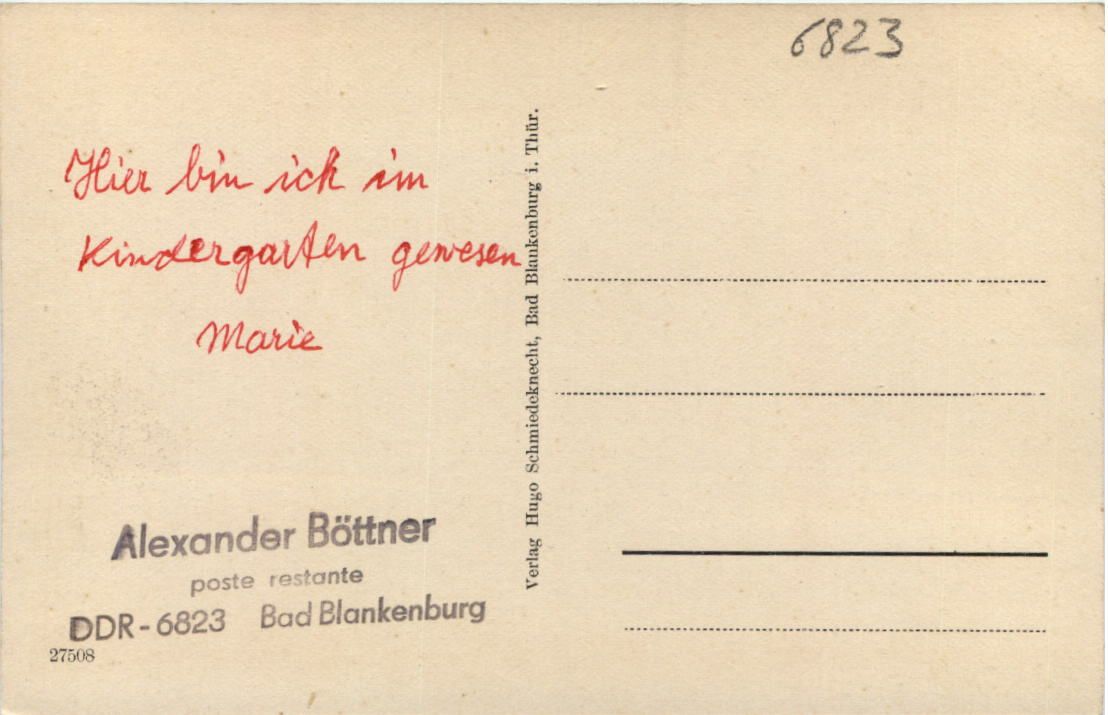 6823
Hier bin ich im
Kindergarten gewesen
Marie
Verlag Hugo Schmiedeknecht, Bad Blankenburg i. Thür.
Alexander Böttner
poste restante
DDR-6823 Bad Blankenburg
27508